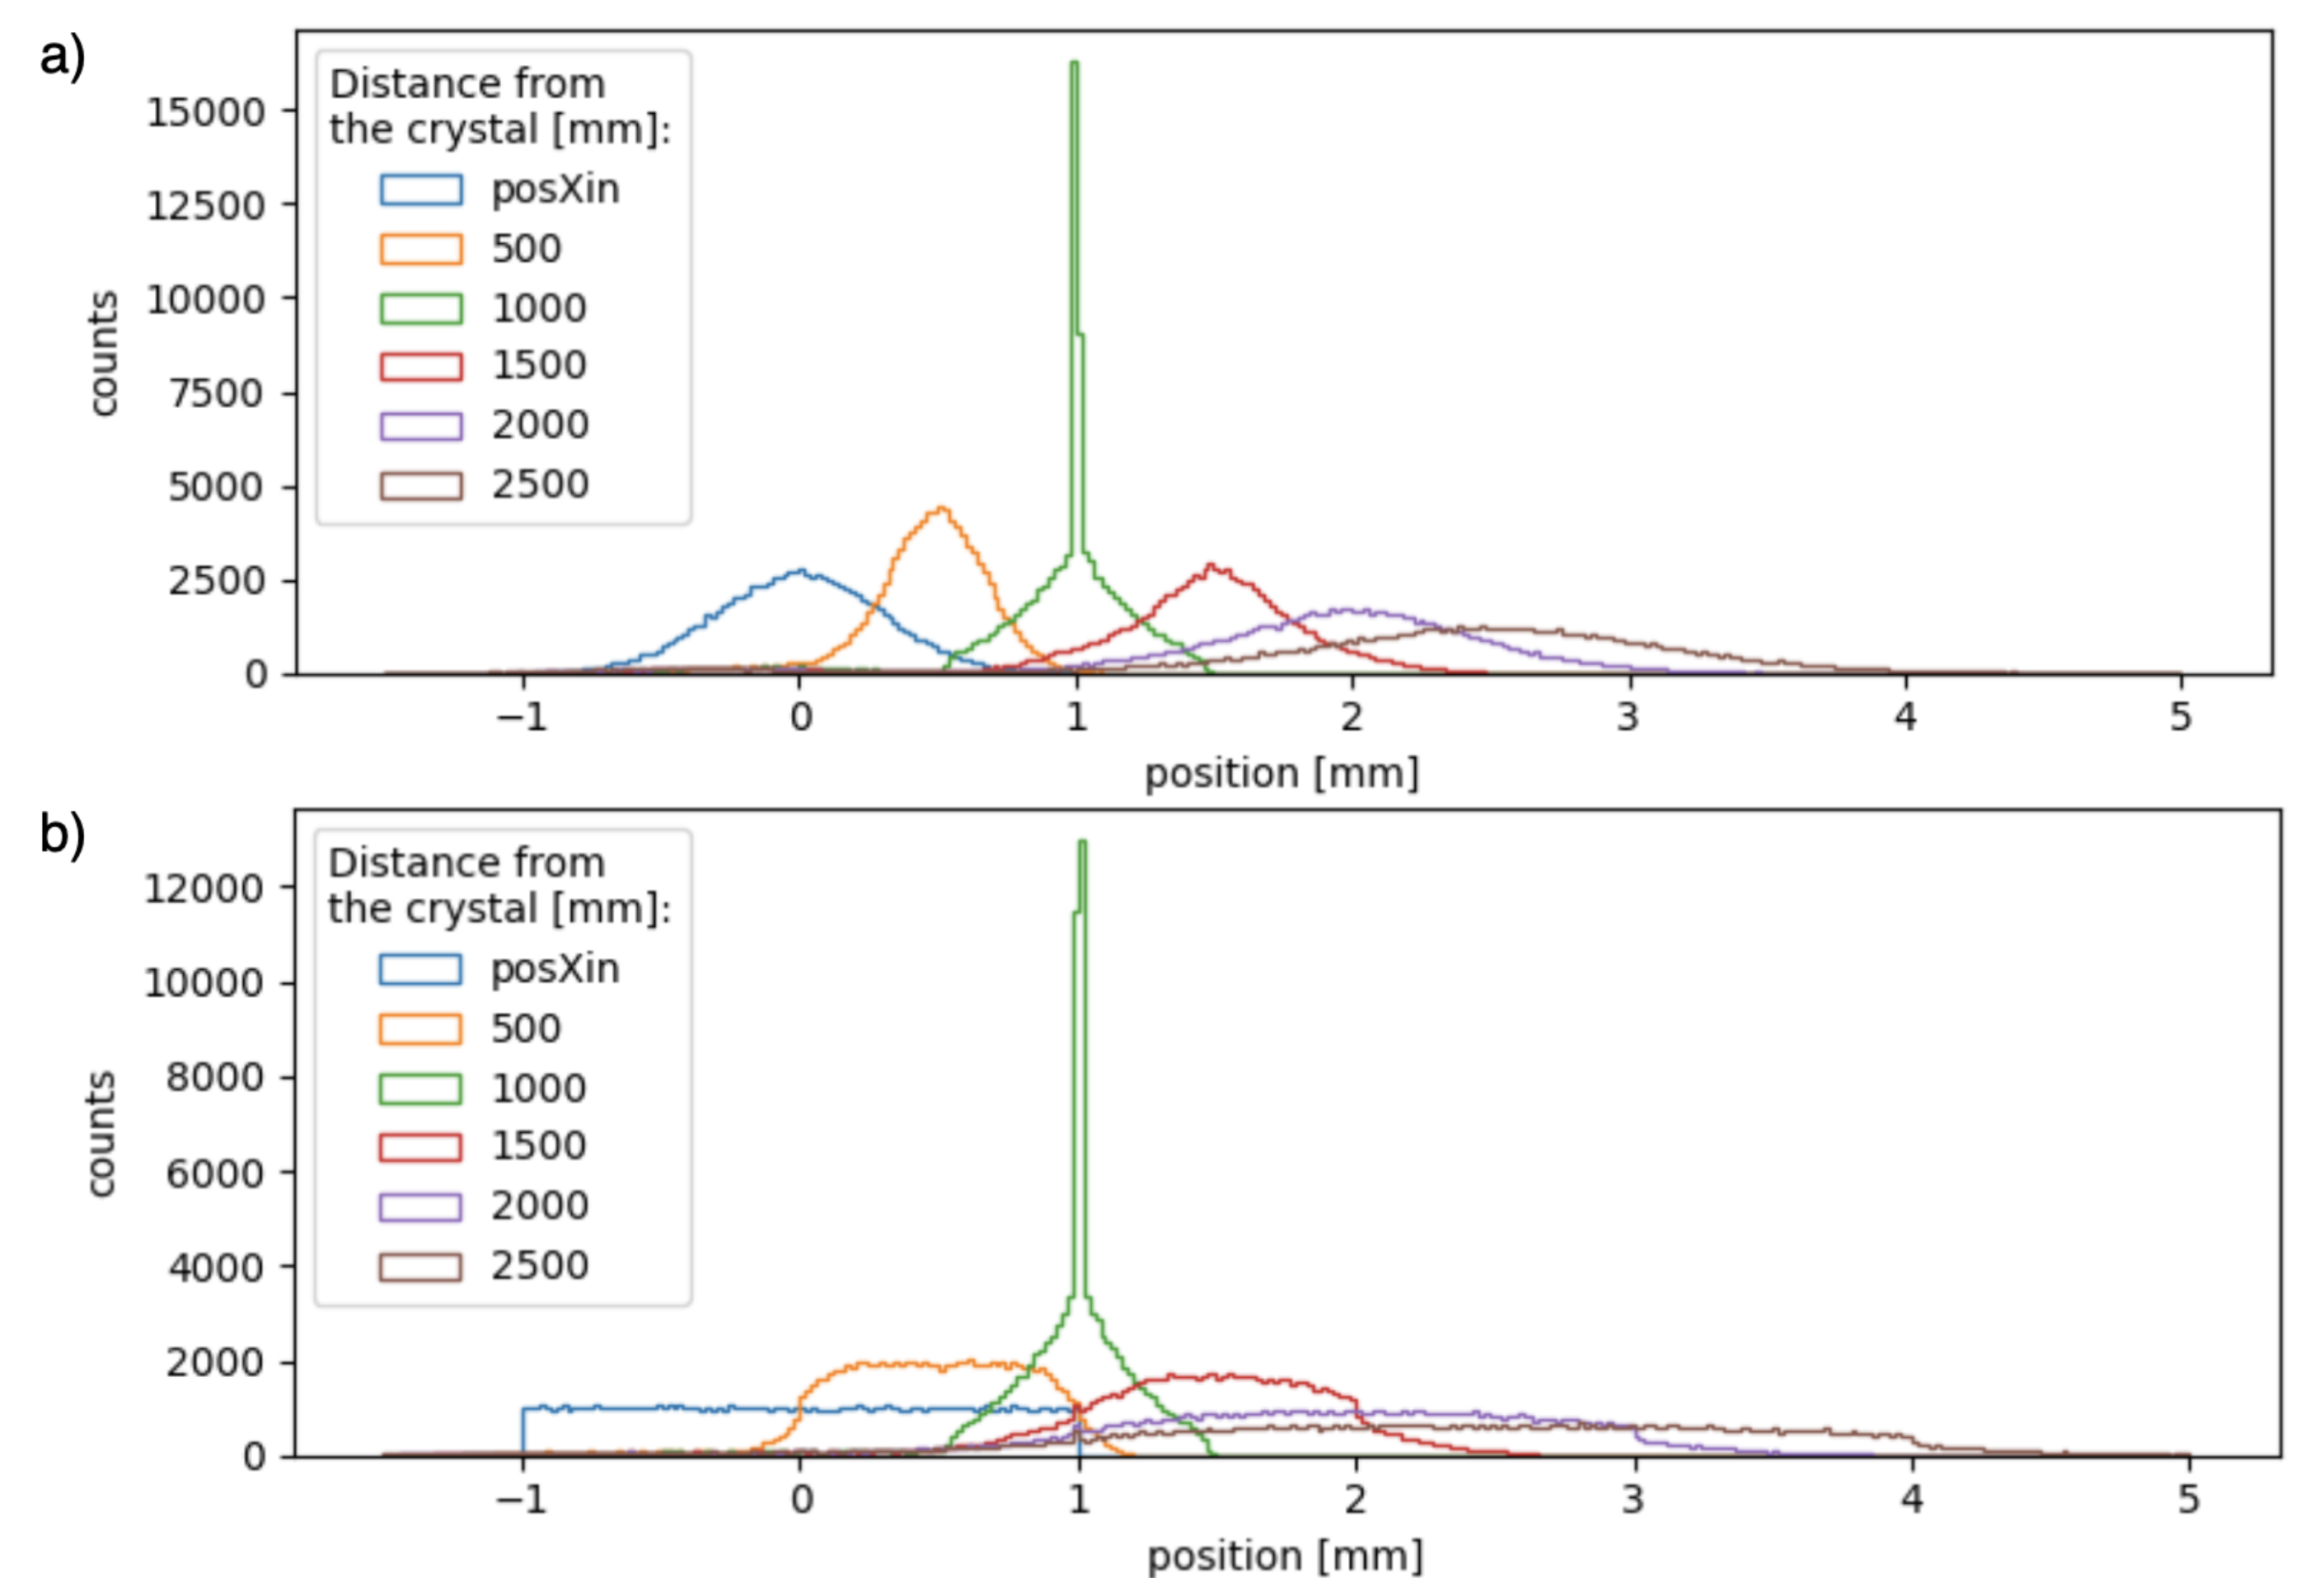 a)
Distance from
the crystal [mm]:
posXin
500
1000
1500
2000
2500
15000
12500
10000
7500
5000
2500
0
counts
−1 0 1 2 3 4 5
position [mm]
b)
Distance from
the crystal [mm]:
posXin
500
1000
1500
2000
2500
12000
10000
8000
6000
4000
2000
0
counts
−1 0 1 2 3 4 5
position [mm]